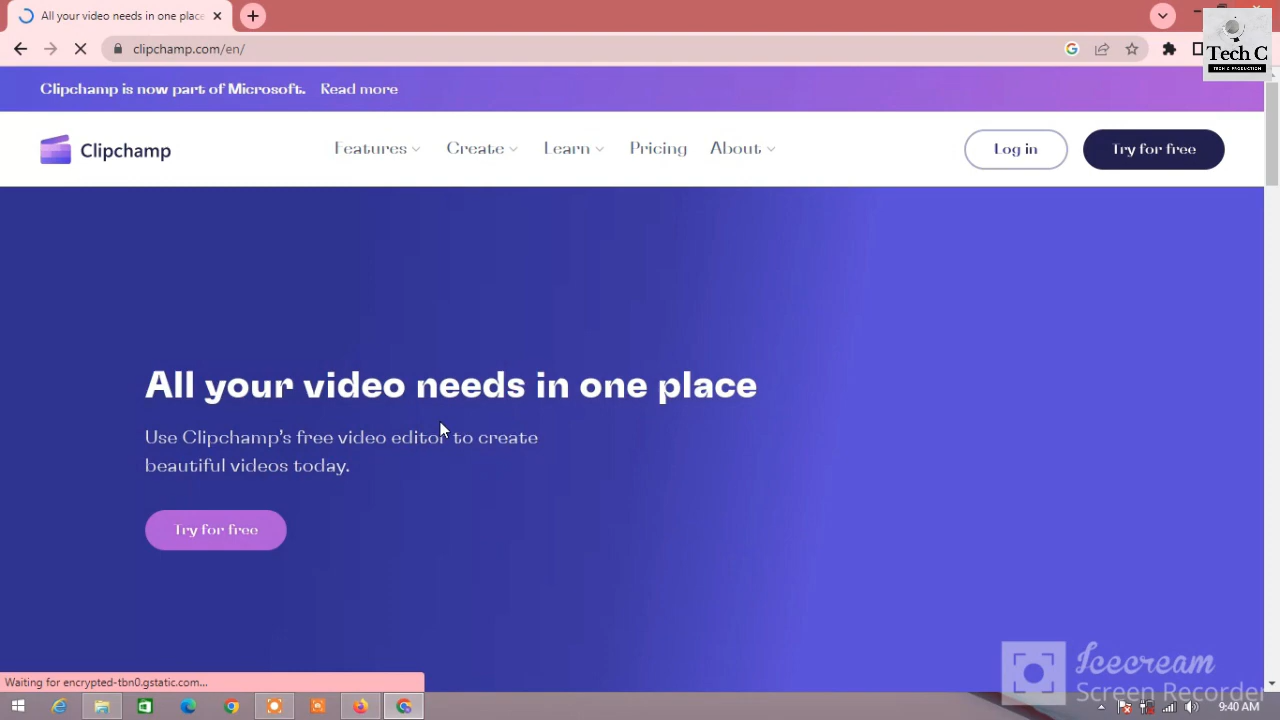 All your video needs in one place
clipchamp.com/en/
Tech C
TECH C PRODUCTION
Clipchamp is now part of Microsoft. Read more
Clipchamp
Features
Create
Learn
Pricing
About
Log in
Try for free
All your video needs in one place
Use Clipchamp's free video editor to create
beautiful videos today.
Try for free
Icecream
Screen Recorder
Waiting for encrypted-tbn0.gstatic.com...
9:40 AM